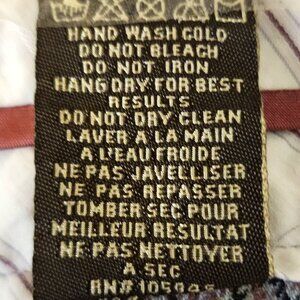 HAND WASH COLD
DO NOT BLEACH
DO NOT IRON
HANG DRY FOR BEST
RESULTS
DO NOT DRY CLEAN
LAVER A LA MAIN
A L'EAU FROIDE
NE PAS JAVELLISER
NE PAS REPASSER
TOMBER SEC POUR
MEILLEUR RESULTAT
NE PAS NETTOYER
A SEC